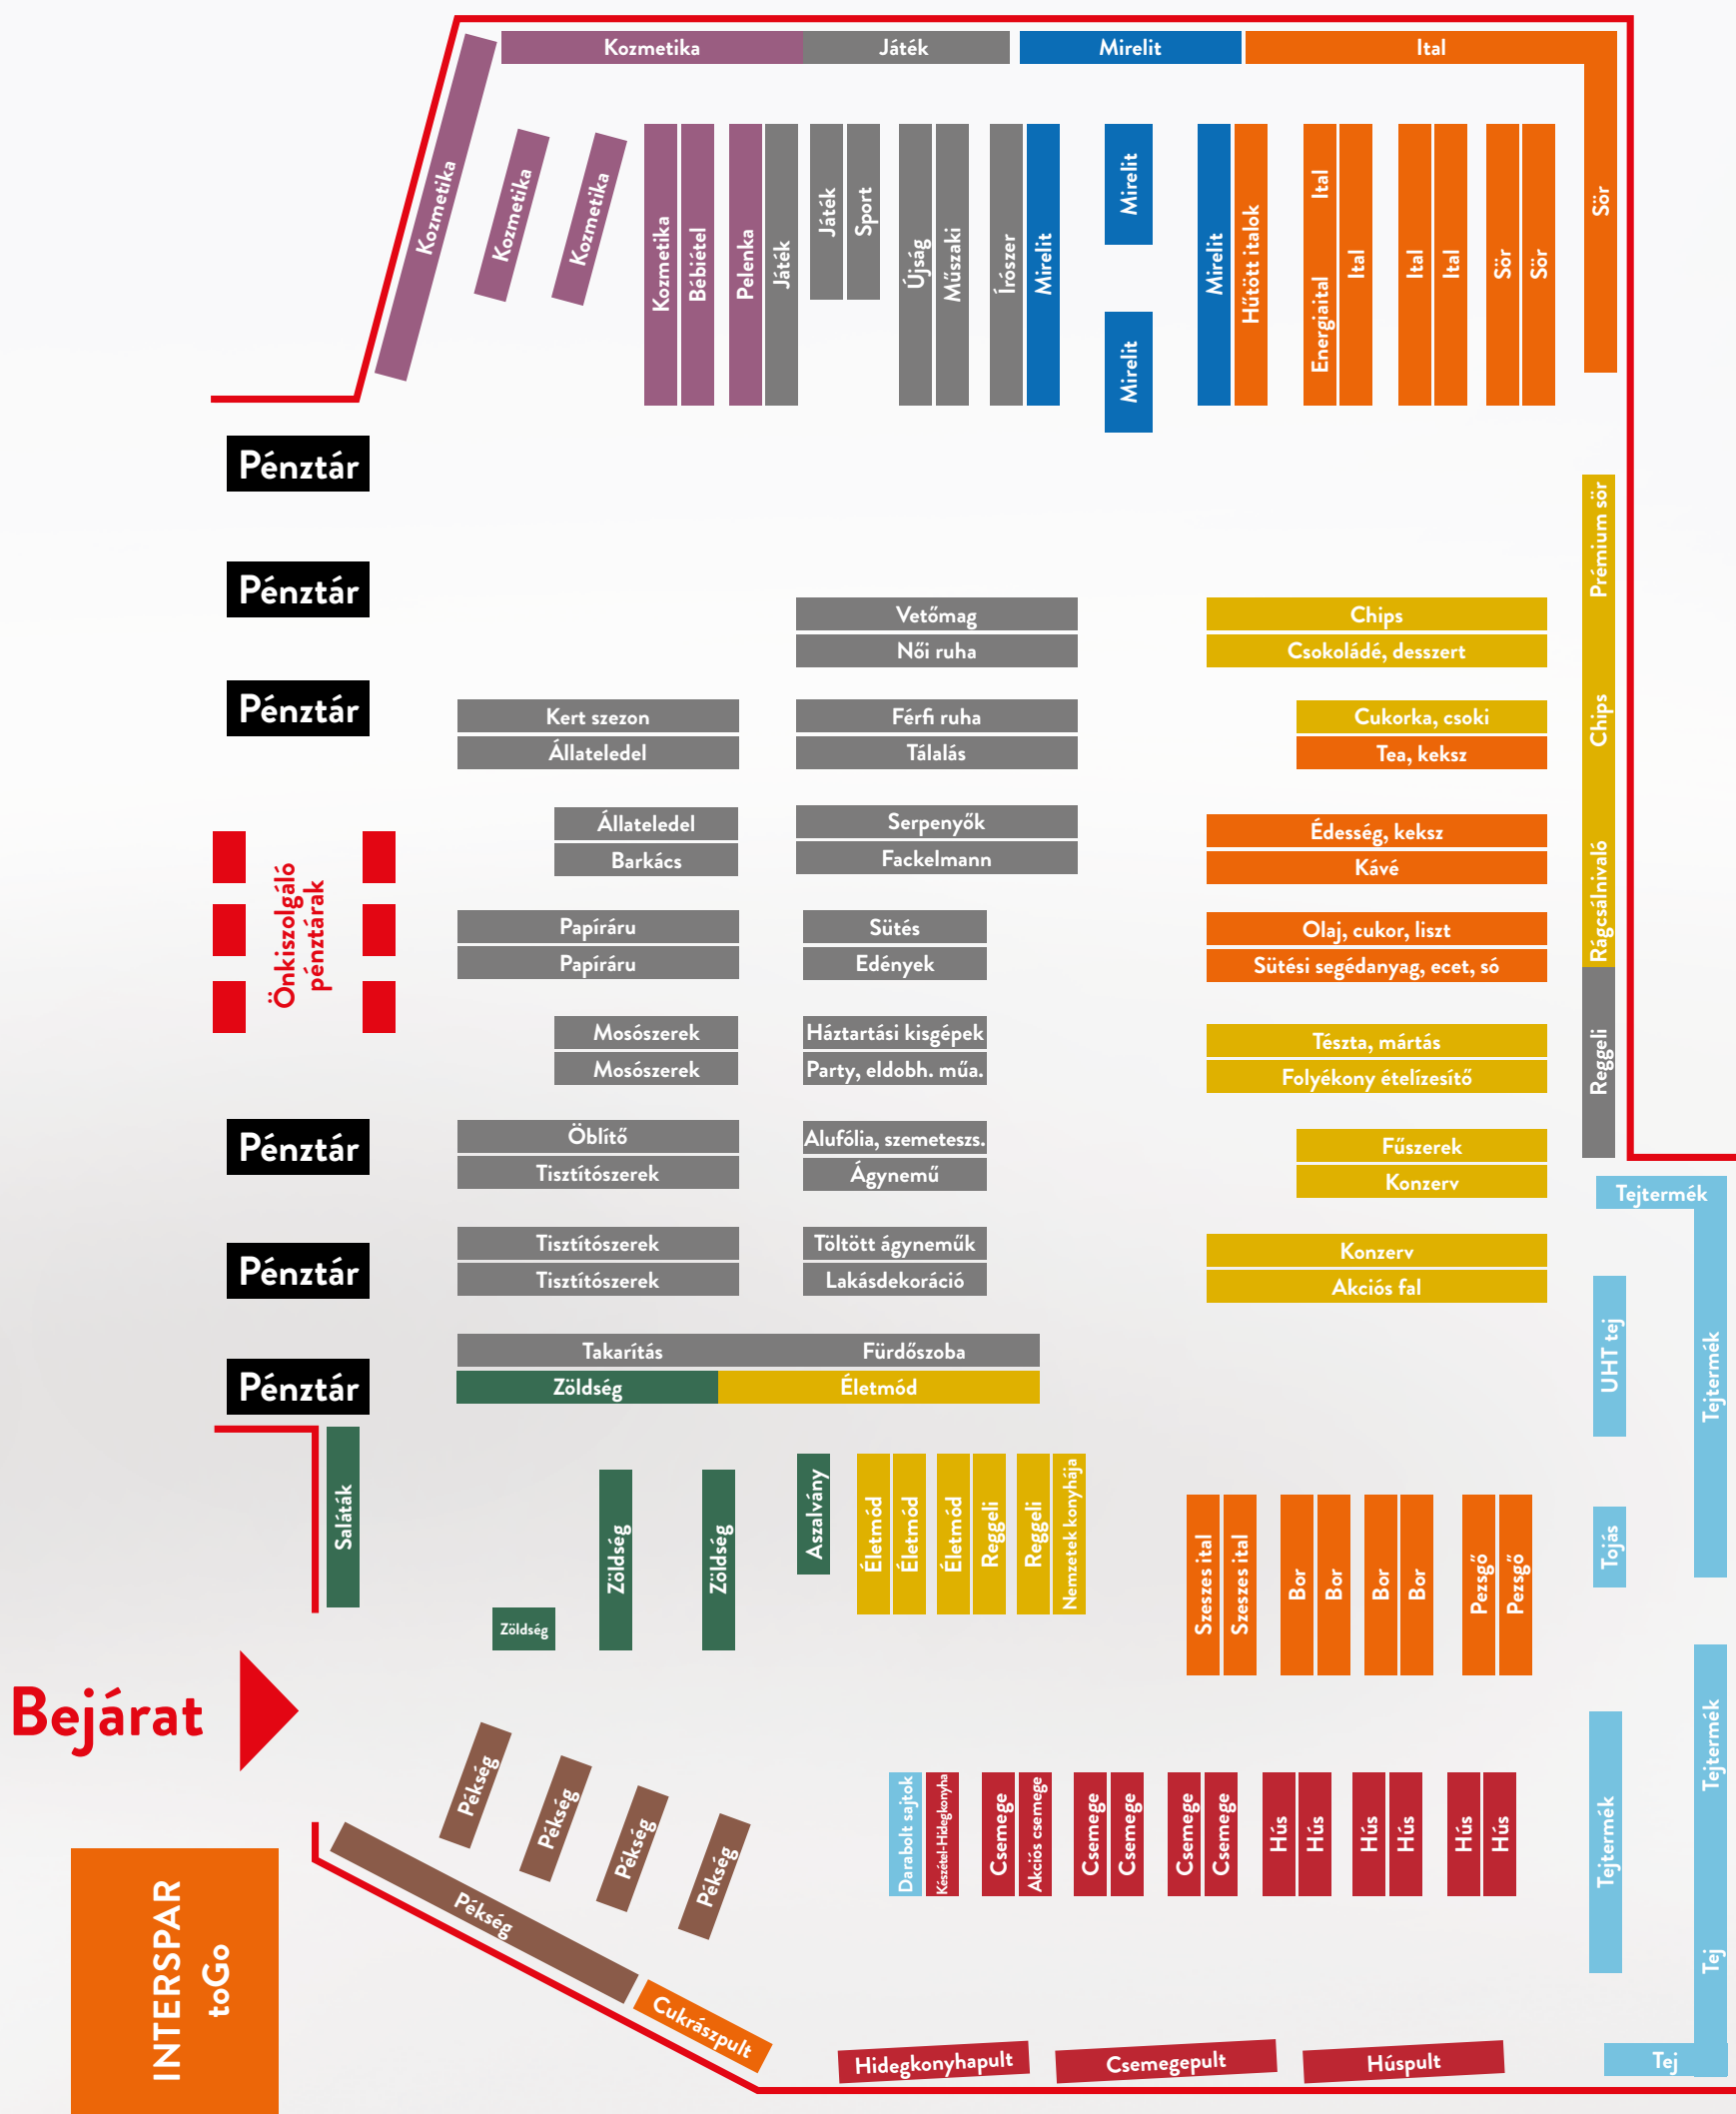 Kozmetika
Játék
Mirelit
Ital
Kozmetika
Kozmetika
Kozmetika
Kozmetika
Bébiétel
Pelenka
Játék
Játék
Sport
Újság
Műszaki
Írószer
Mirelit
Mirelit
Mirelit
Mirelit
Hűtött italok
Energiaital
Ital
Ital
Ital
Ital
Sör
Sör
Sör
Pénztár
Pénztár
Pénztár
Önkiszolgáló
pénztárak
Pénztár
Pénztár
Pénztár
Kert szezon
Állateledel
Állateledel
Barkács
Papíráru
Papíráru
Mosószerek
Mosószerek
Öblítő
Tisztítószerek
Tisztítószerek
Tisztítószerek
Takarítás
Fürdőszoba
Zöldség
Életmód
Vetőmag
Női ruha
Férfi ruha
Tálalás
Serpenyők
Fackelmann
Sütés
Edények
Háztartási kisgépek
Party, eldobh. műa.
Alufólia, szemeteszs.
Ágynemű
Töltött ágyneműk
Lakásdekoráció
Chips
Csokoládé, desszert
Cukorka, csoki
Tea, keksz
Édesség, keksz
Kávé
Olaj, cukor, liszt
Sütési segédanyag, ecet, só
Tészta, mártás
Folyékony ételízesítő
Fűszerek
Konzerv
Konzerv
Akciós fal
Prémium sör
Chips
Rágcsálnivaló
Reggeli
Tejtermék
Tejtermék
UHT tej
Tojás
Saláták
Zöldség
Zöldség
Zöldség
Aszalvány
Életmód
Életmód
Életmód
Reggeli
Reggeli
Nemzetek konyhája
Szeszes ital
Szeszes ital
Bor
Bor
Bor
Bor
Pezsgő
Pezsgő
Bejárat
Pékség
Pékség
Pékség
Pékség
Pékség
Cukrászpult
Darabolt sajtok
Készétel-Hidegkonyha
Csemege
Akciós csemege
Csemege
Csemege
Csemege
Csemege
Hús
Hús
Hús
Hús
Hús
Hús
Tejtermék
Tejtermék
Tej
Tej
Hidegkonyhapult
Csemegepult
Húspult
INTERSPAR
toGo